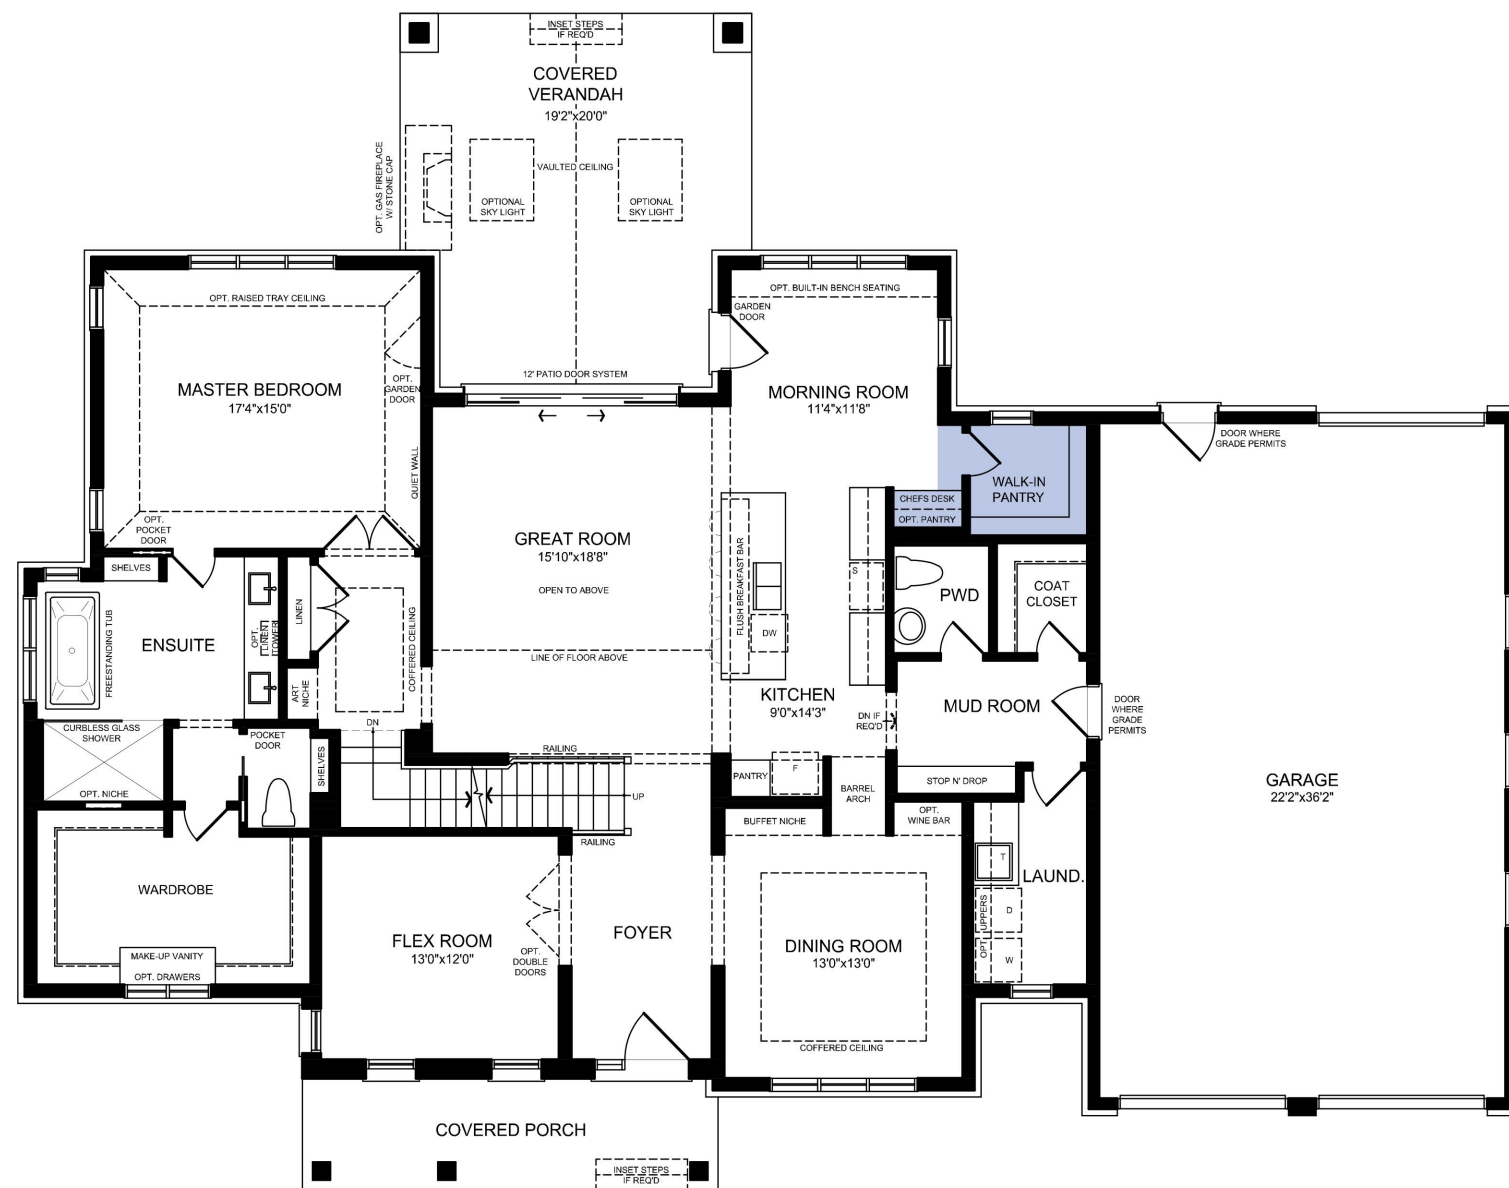 INSET STEPS
IF REQ'D
COVERED
VERANDAH
19'2"x20'0"
OPT. GAS FIREPLACE
W/ STONE CAP
VAULTED CEILING
OPTIONAL
SKY LIGHT
OPTIONAL
SKY LIGHT
12' PATIO DOOR SYSTEM
OPT. RAISED TRAY CEILING
MASTER BEDROOM
17'4"x15'0"
OPT.
GARDEN
DOOR
QUIET WALL
OPT.
POCKET
DOOR
OPT. BUILT-IN BENCH SEATING
GARDEN
DOOR
MORNING ROOM
11'4"x11'8"
DOOR WHERE
GRADE PERMITS
WALK-IN
PANTRY
CHEFS DESK
OPT. PANTRY
GREAT ROOM
15'10"x18'8"
OPEN TO ABOVE
LINE OF FLOOR ABOVE
FLUSH BREAKFAST BAR
S
DW
KITCHEN
9'0"x14'3"
PWD
COAT
CLOSET
MUD ROOM
DN IF
REQ'D
DOOR
WHERE
GRADE
PERMITS
STOP N' DROP
GARAGE
22'2"x36'2"
SHELVES
FREESTANDING TUB
ENSUITE
OPT.
LINEN
TOWER
LINEN
ART
NICHE
COFFERED CEILING
DN
CURBLESS GLASS
SHOWER
OPT. NICHE
POCKET
DOOR
SHELVES
RAILING
UP
RAILING
PANTRY
F
BARREL
ARCH
BUFFET NICHE
OPT.
WINE BAR
WARDROBE
MAKE-UP VANITY
OPT. DRAWERS
FLEX ROOM
13'0"x12'0"
OPT.
DOUBLE
DOORS
FOYER
DINING ROOM
13'0"x13'0"
COFFERED CEILING
T
LAUND.
OPT. UPPERS
D
W
COVERED PORCH
INSET STEPS
IF REQ'D